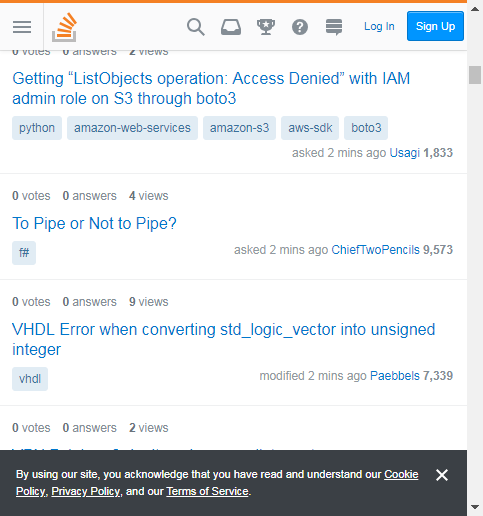 Log In Sign Up
0 votes 0 answers 2 views
Getting “ListObjects operation: Access Denied” with IAM
admin role on S3 through boto3
python amazon-web-services amazon-s3 aws-sdk boto3
asked 2 mins ago Usagi 1,833
0 votes 0 answers 4 views
To Pipe or Not to Pipe?
f# asked 2 mins ago ChiefTwoPencils 9,573
0 votes 0 answers 9 views
VHDL Error when converting std_logic_vector into unsigned
integer
vhdl modified 2 mins ago Paebbels 7,339
0 votes 0 answers 2 views
By using our site, you acknowledge that you have read and understand our Cookie
Policy, Privacy Policy, and our Terms of Service.